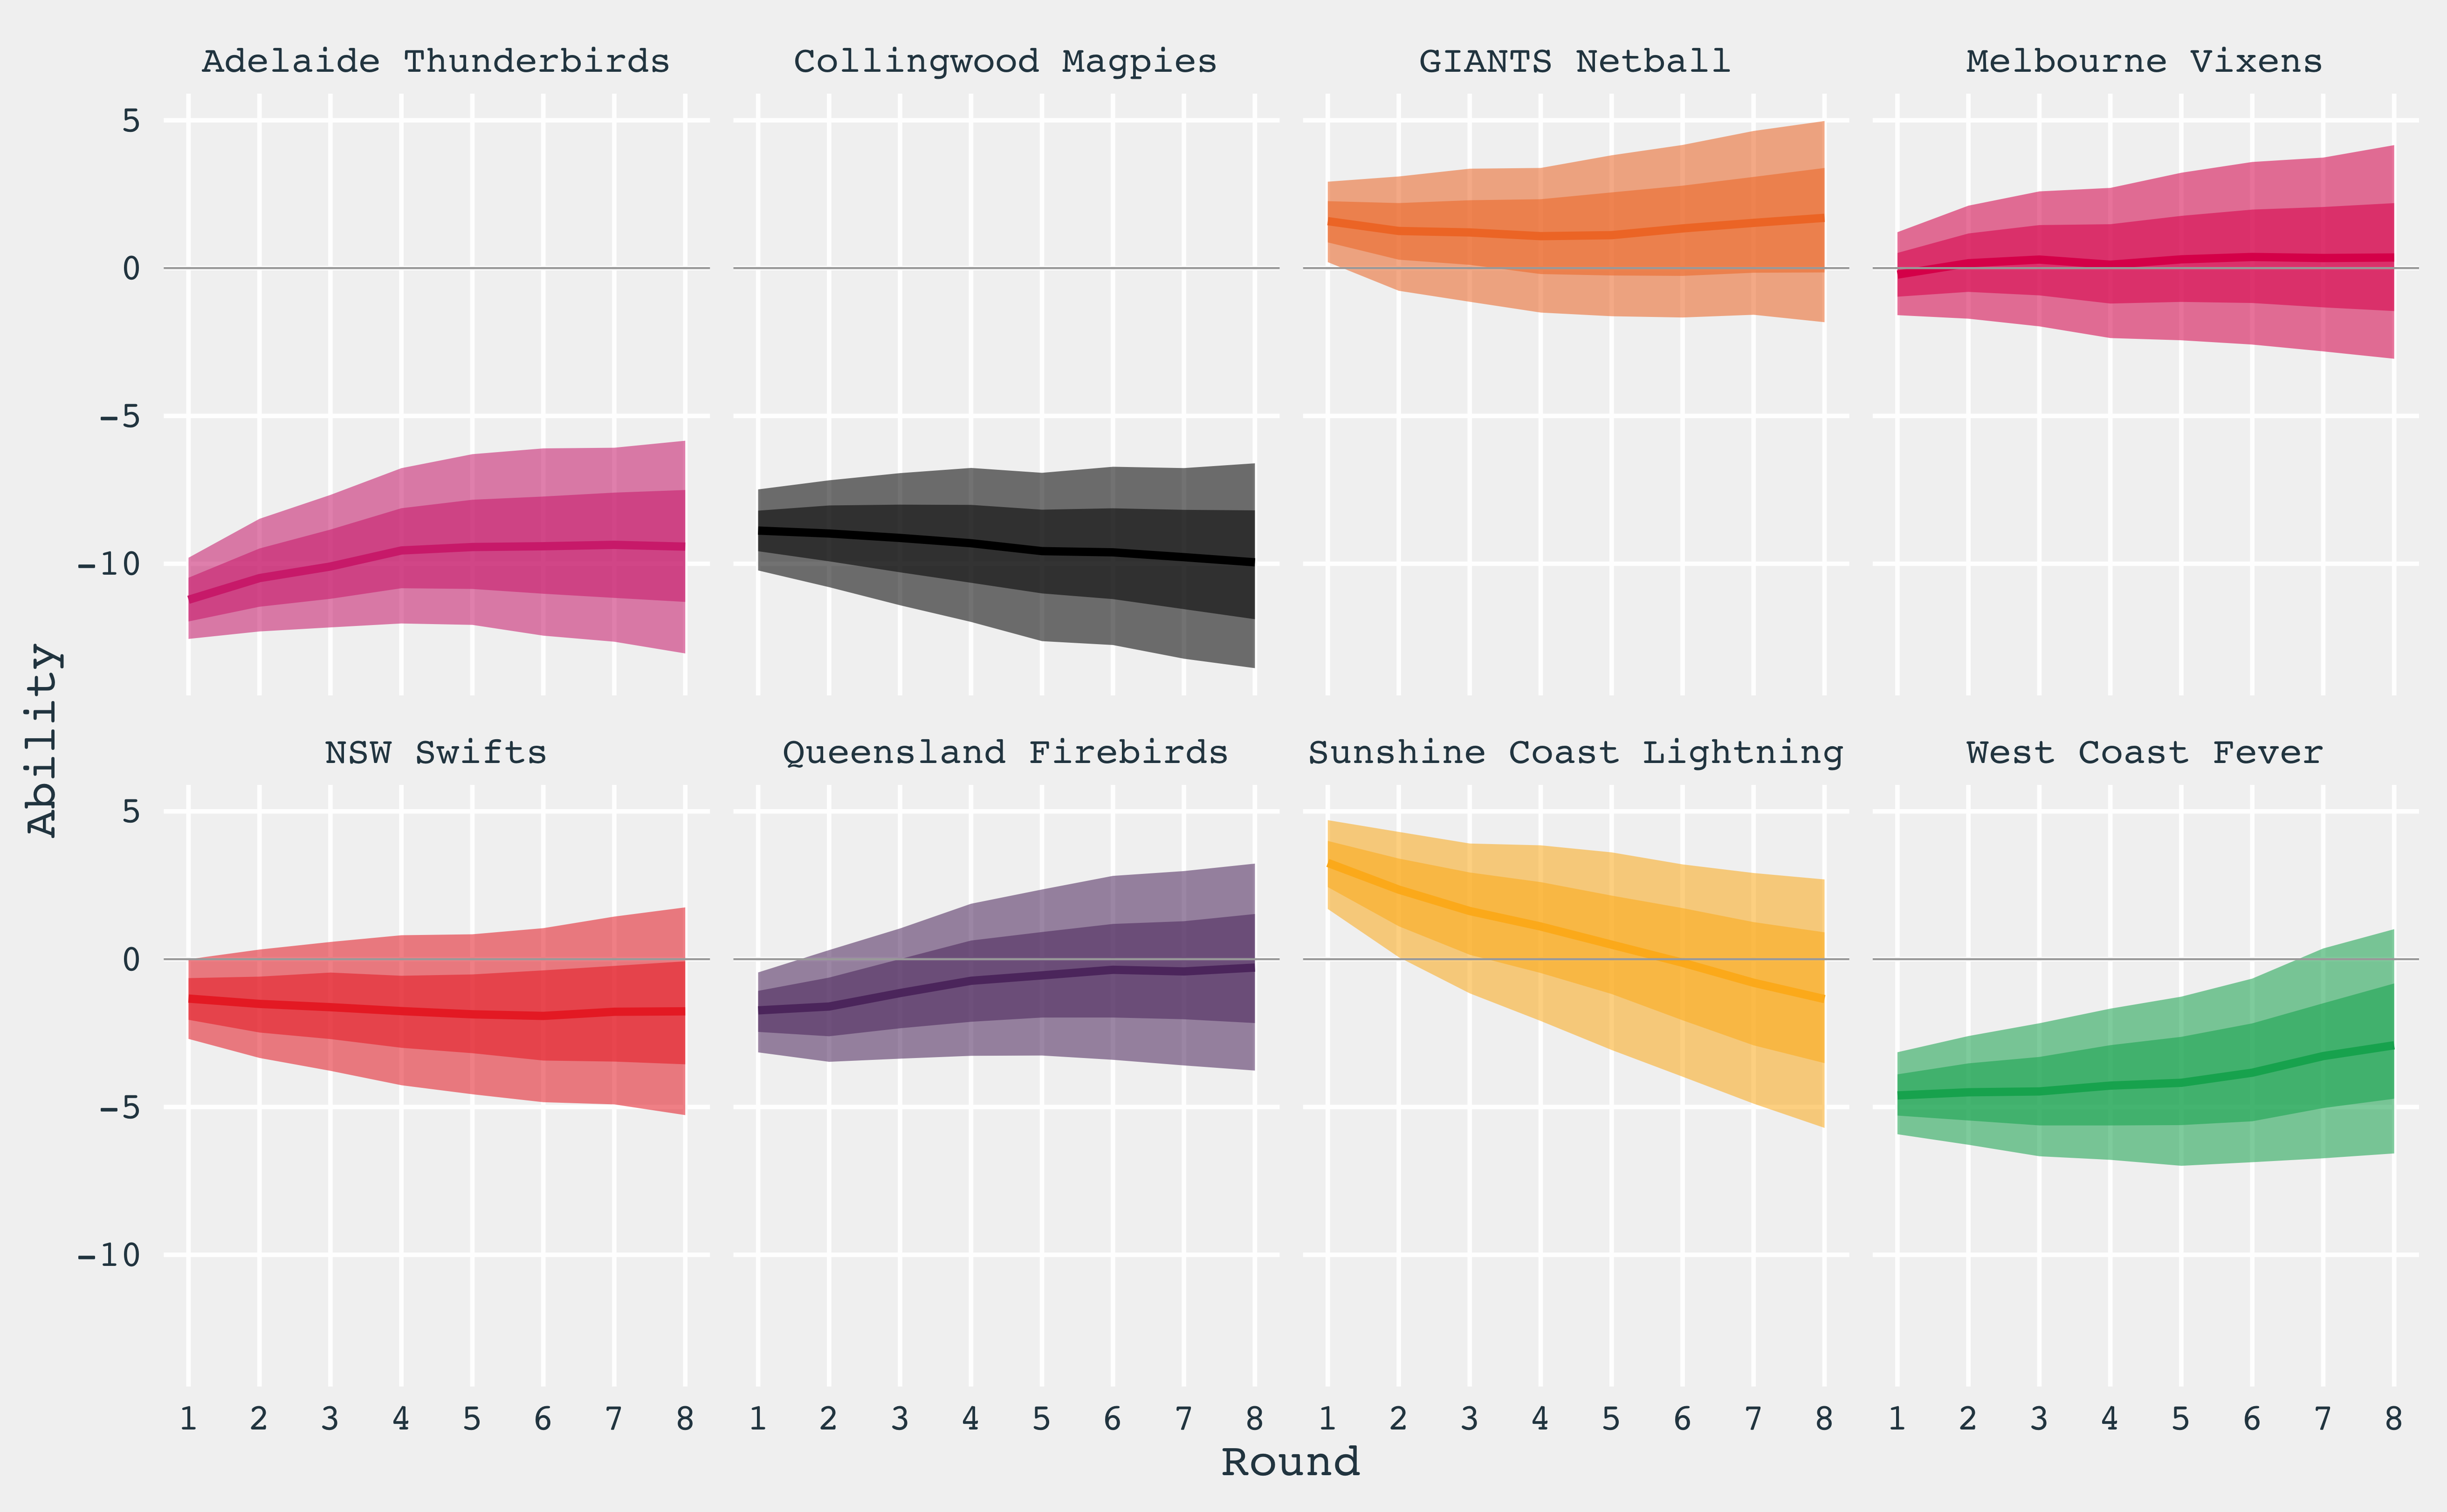 Adelaide Thunderbirds Collingwood Magpies GIANTS Netball Melbourne Vixens
5
0
-5
-10
Ability
NSW Swifts Queensland Firebirds Sunshine Coast Lightning West Coast Fever
5
0
-5
-10
1 2 3 4 5 6 7 8 1 2 3 4 5 6 7 8 1 2 3 4 5 6 7 8 1 2 3 4 5 6 7 8
Round